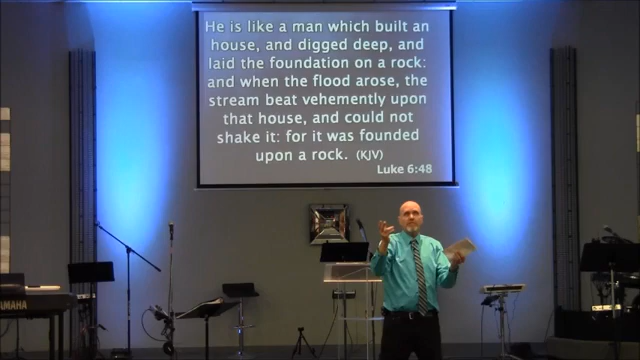 He is like a man which built an
house, and digged deep, and
laid the foundation on a rock:
and when the flood arose, the
stream beat vehemently upon
that house, and could not
shake it: for it was founded
upon a rock. (KJV)
Luke 6:48
YAMAHA